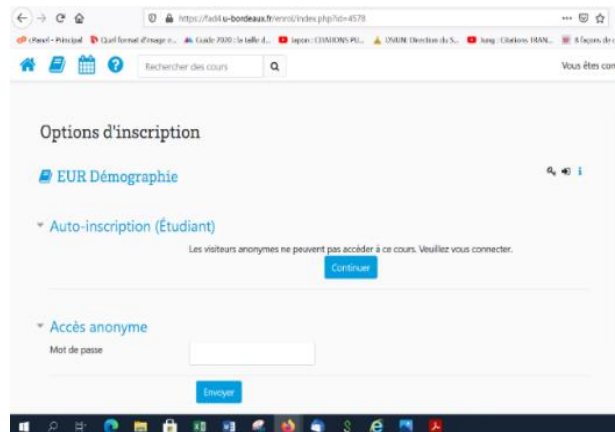 https://fad4.u-bordeaux.fr/enrol/index.php?id=4578
Rechercher des cours
Vous êtes con
Options d'inscription
EUR Démographie
Auto-inscription (Étudiant)
Les visiteurs anonymes ne peuvent pas accéder à ce cours. Veuillez vous connecter.
Continuer
Accès anonyme
Mot de passe
Envoyer